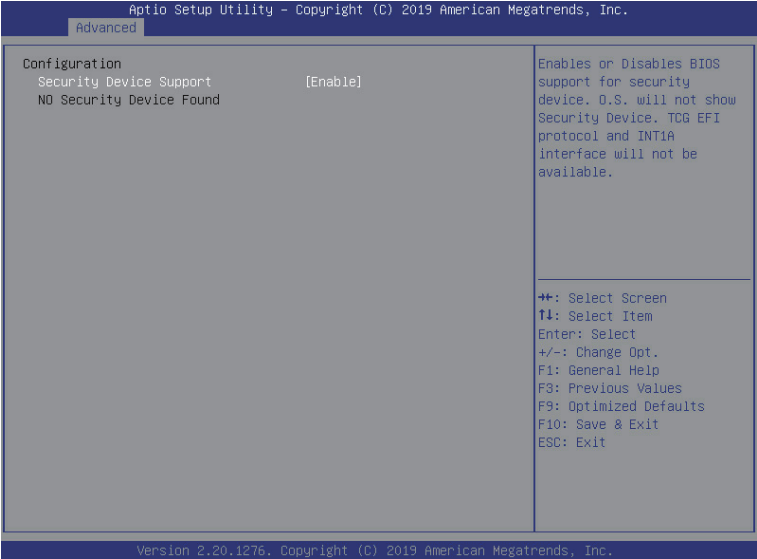 Aptio Setup Utility – Copyright (C) 2019 American Megatrends, Inc.
Advanced
Configuration
Security Device Support [Enable]
NO Security Device Found
Enables or Disables BIOS
support for security
device. O.S. will not show
Security Device. TCG EFI
protocol and INT1A
interface will not be
available.
→←: Select Screen
↑↓: Select Item
Enter: Select
+/-: Change Opt.
F1: General Help
F3: Previous Values
F9: Optimized Defaults
F10: Save & Exit
ESC: Exit
Version 2.20.1276. Copyright (C) 2019 American Megatrends, Inc.